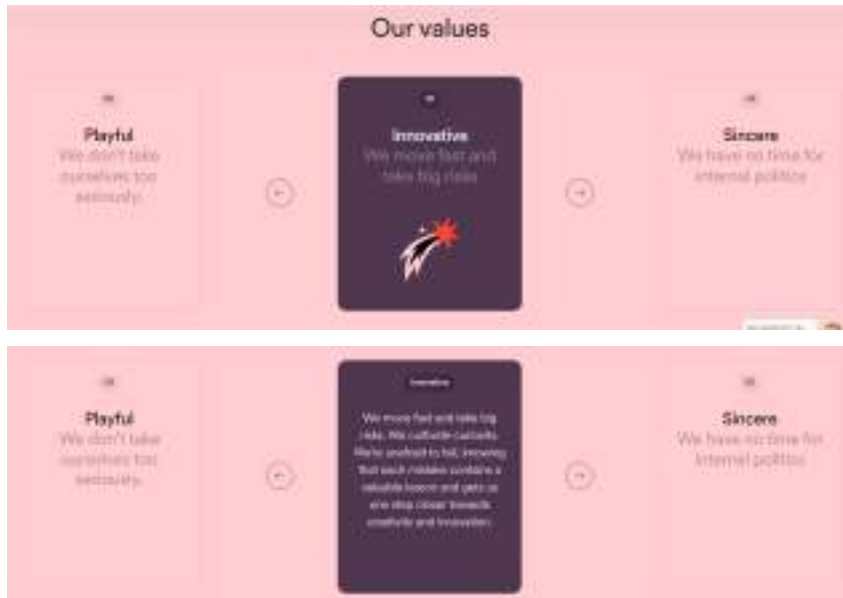 Our values
Playful
We don't take
ourselves too
seriously.
Innovative
We move fast and
take big risks
Sincere
We have no time for
internal politics
Playful
We don't take
ourselves too
seriously.
Innovative
We move fast and take big
risks. We cultivate curiosity.
We're unafraid to fail, knowing
that each mistake contains a
valuable lesson and gets us
one step closer towards
creativity and innovation.
Sincere
We have no time for
internal politics